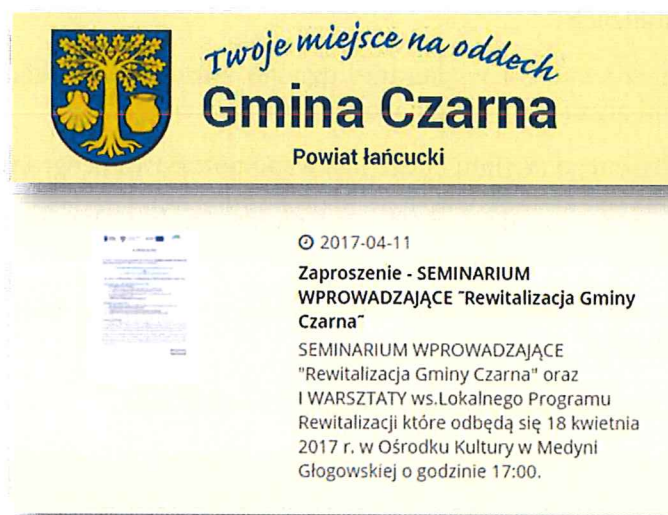 Twoje miejsce na oddech
Gmina Czarna
Powiat łańcucki
2017-04-11
Zaproszenie - SEMINARIUM
WPROWADZAJĄCE ˜Rewitalizacja Gminy
Czarna˜
SEMINARIUM WPROWADZAJĄCE
"Rewitalizacja Gminy Czarna" oraz
I WARSZTATY ws.Lokalnego Programu
Rewitalizacji które odbędą się 18 kwietnia
2017 r. w Ośrodku Kultury w Medyni
Głogowskiej o godzinie 17:00.